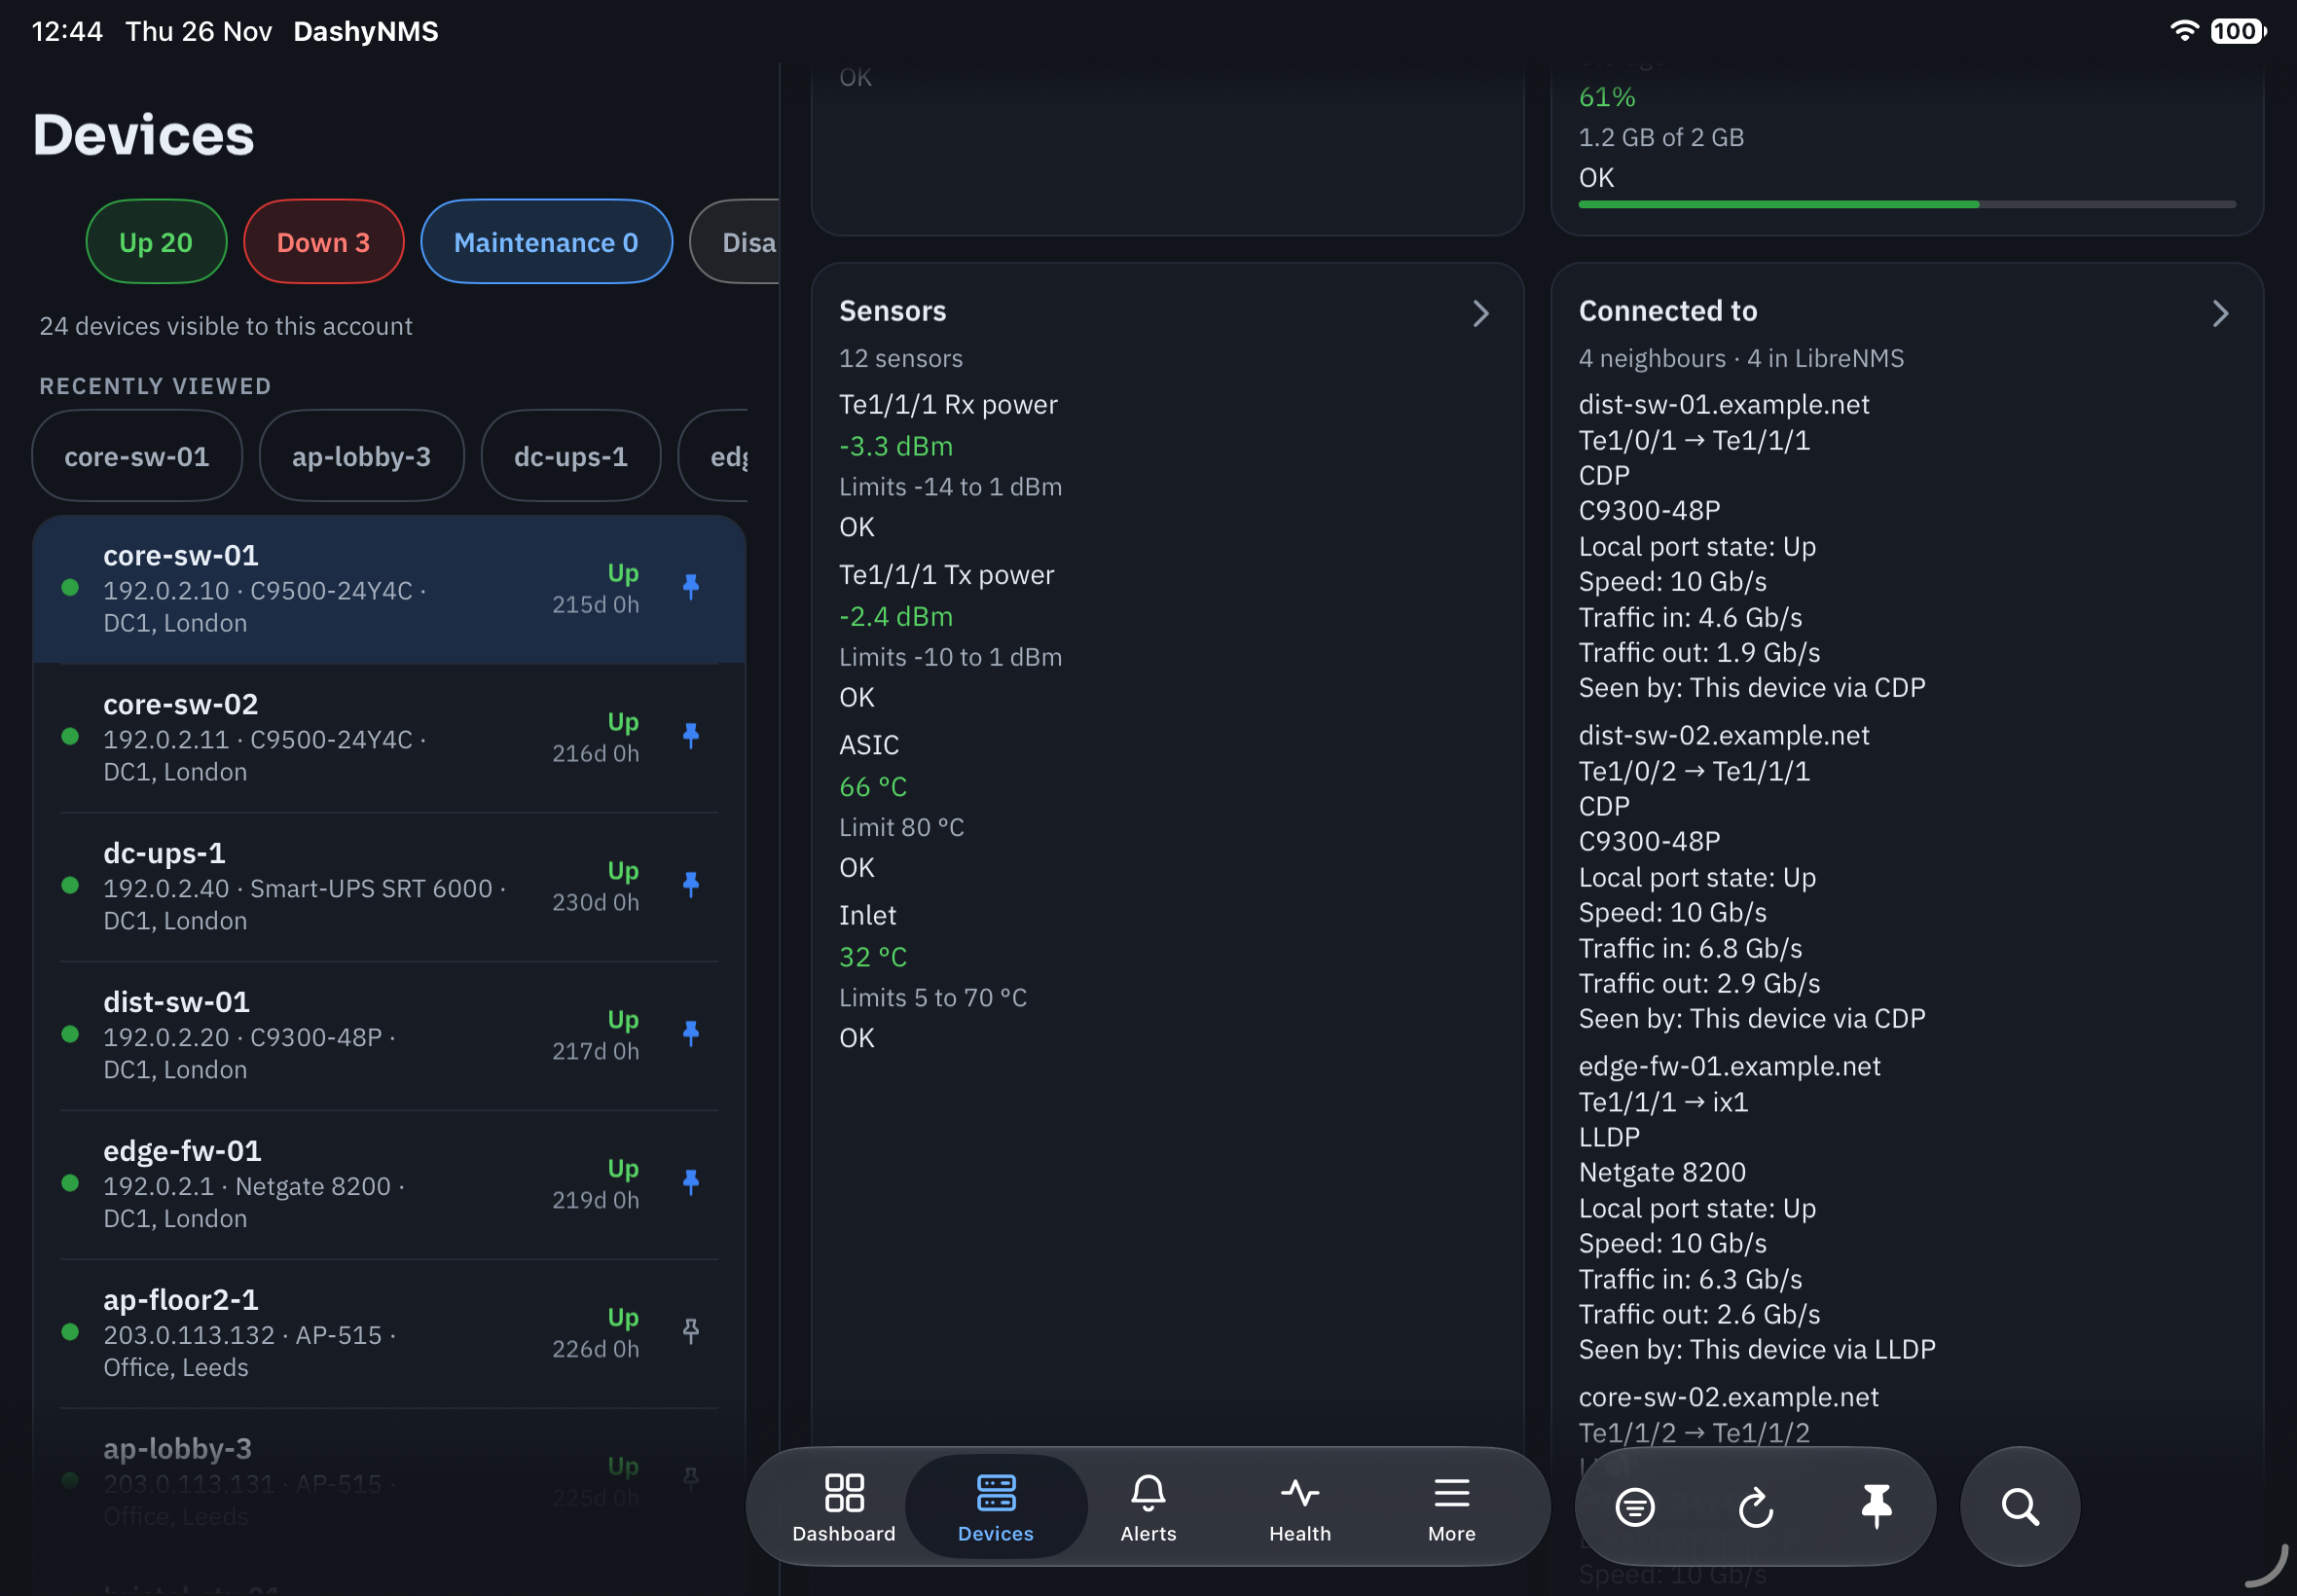 12:44 Thu 26 Nov DashyNMS
100
Devices
Up 20
Down 3
Maintenance 0
Disa
24 devices visible to this account
RECENTLY VIEWED
core-sw-01
ap-lobby-3
dc-ups-1
core-sw-01
192.0.2.10 · C9500-24Y4C ·
DC1, London
Up
215d 0h
core-sw-02
192.0.2.11 · C9500-24Y4C ·
DC1, London
Up
216d 0h
dc-ups-1
192.0.2.40 · Smart-UPS SRT 6000 ·
DC1, London
Up
230d 0h
dist-sw-01
192.0.2.20 · C9300-48P ·
DC1, London
Up
217d 0h
edge-fw-01
192.0.2.1 · Netgate 8200 ·
DC1, London
Up
219d 0h
ap-floor2-1
203.0.113.132 · AP-515 ·
Office, Leeds
Up
226d 0h
ap-lobby-3
203.0.113.131 · AP-515 ·
Office, Leeds
Up
225d 0h
OK
61%
1.2 GB of 2 GB
OK
Sensors
12 sensors
Te1/1/1 Rx power
-3.3 dBm
Limits -14 to 1 dBm
OK
Te1/1/1 Tx power
-2.4 dBm
Limits -10 to 1 dBm
OK
ASIC
66 °C
Limit 80 °C
OK
Inlet
32 °C
Limits 5 to 70 °C
OK
Connected to
4 neighbours · 4 in LibreNMS
dist-sw-01.example.net
Te1/0/1 → Te1/1/1
CDP
C9300-48P
Local port state: Up
Speed: 10 Gb/s
Traffic in: 4.6 Gb/s
Traffic out: 1.9 Gb/s
Seen by: This device via CDP
dist-sw-02.example.net
Te1/0/2 → Te1/1/1
CDP
C9300-48P
Local port state: Up
Speed: 10 Gb/s
Traffic in: 6.8 Gb/s
Traffic out: 2.9 Gb/s
Seen by: This device via CDP
edge-fw-01.example.net
Te1/1/1 → ix1
LLDP
Netgate 8200
Local port state: Up
Speed: 10 Gb/s
Traffic in: 6.3 Gb/s
Traffic out: 2.6 Gb/s
Seen by: This device via LLDP
core-sw-02.example.net
Te1/1/2 → Te1/1/2
Speed: 10 Gb/s
Dashboard
Devices
Alerts
Health
More